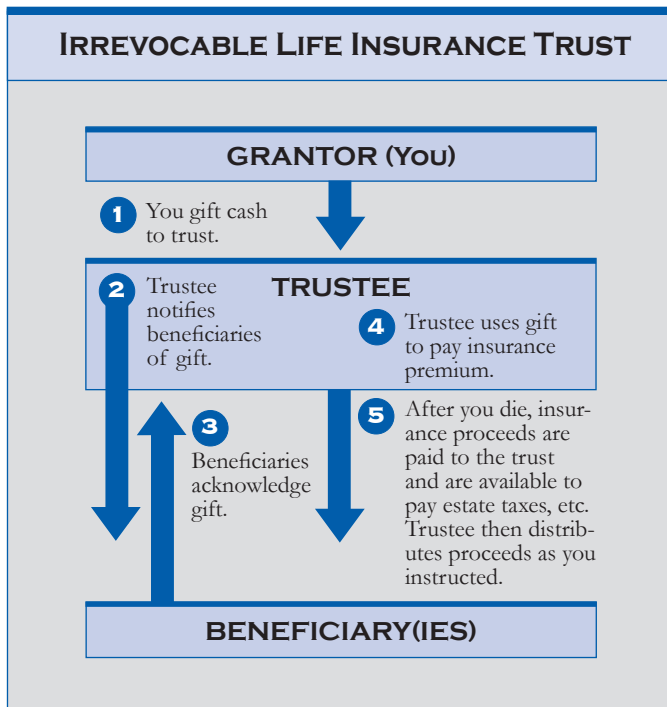 IRREVOCABLE LIFE INSURANCE TRUST
GRANTOR (YOU)
1 You gift cash
to trust.
TRUSTEE
2 Trustee
notifies
beneficiaries
of gift.
3
Beneficiaries
acknowledge
gift.
4 Trustee uses gift
to pay insurance
premium.
5 After you die, insur-
ance proceeds are
paid to the trust
and are available to
pay estate taxes, etc.
Trustee then distrib-
utes proceeds as you
instructed.
BENEFICIARY(IES)